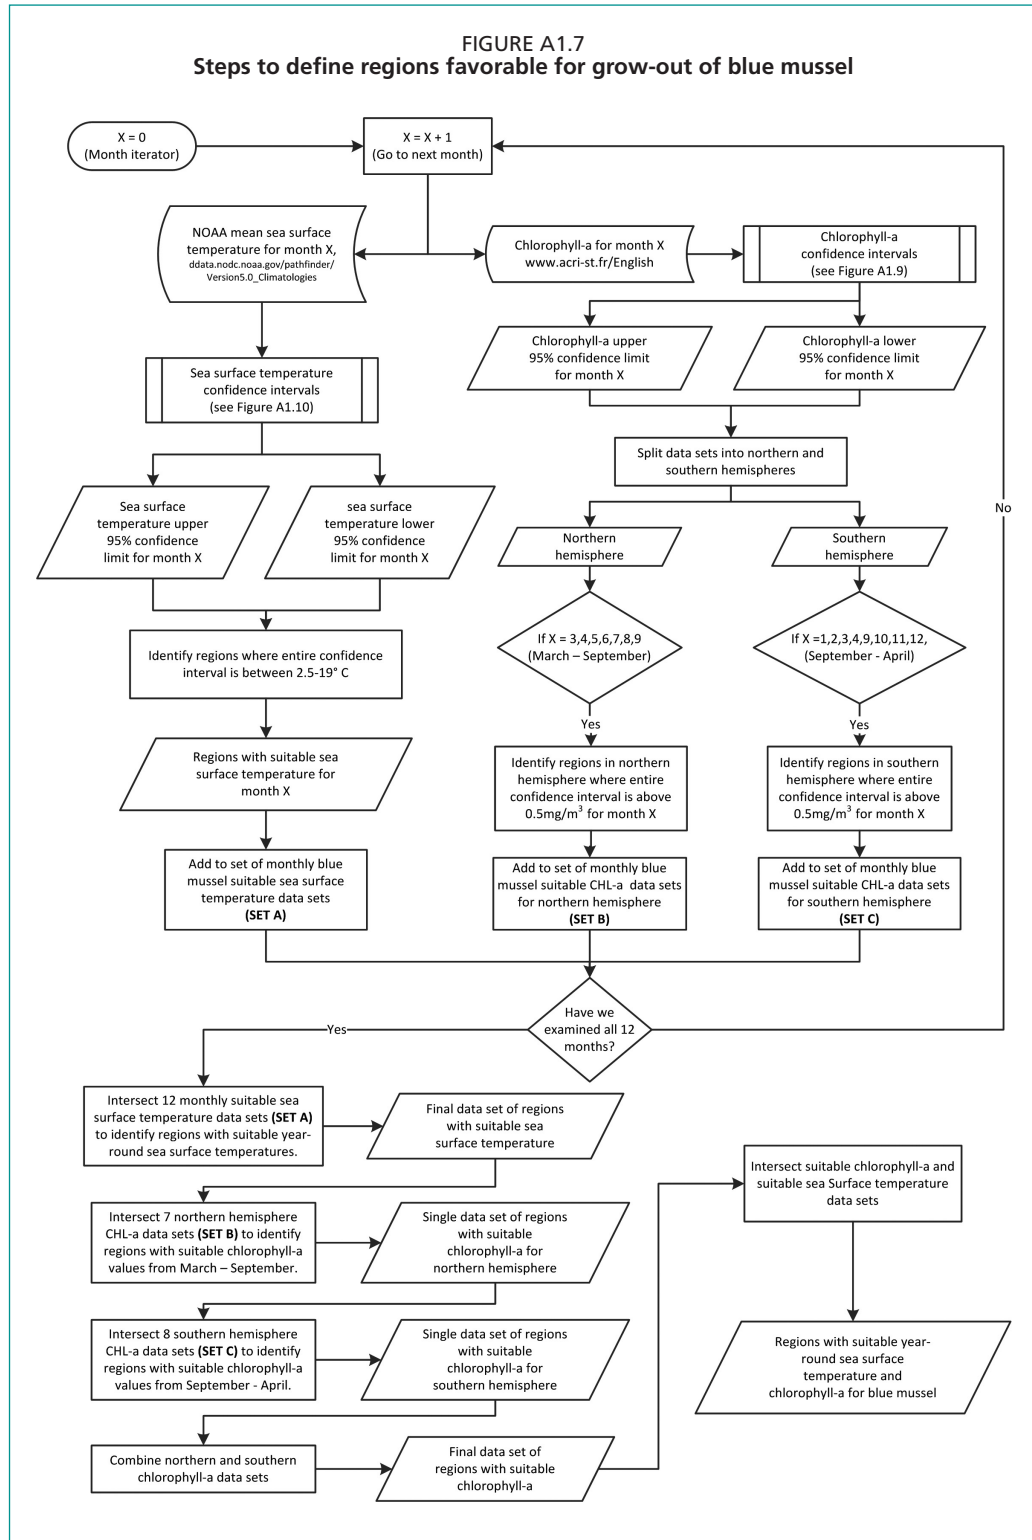 FIGURE A1.7
Steps to define regions favorable for grow-out of blue mussel
X = 0
(Month iterator)
X = X + 1
(Go to next month)
NOAA mean sea surface
temperature for month X,
ddata.nodc.noaa.gov/pathfinder/
Version5.0_Climatologies
Chlorophyll-a for month X
www.acri-st.fr/English
Chlorophyll-a
confidence intervals
(see Figure A1.9)
Chlorophyll-a upper
95% confidence limit
for month X
Chlorophyll-a lower
95% confidence limit
for month X
Sea surface temperature
confidence intervals
(see Figure A1.10)
Split data sets into northern and
southern hemispheres
Sea surface
temperature upper
95% confidence
limit for month X
sea surface
temperature lower
95% confidence
limit for month X
No
Northern
hemisphere
Southern
hemisphere
Identify regions where entire confidence
interval is between 2.5-19° C
If X = 3,4,5,6,7,8,9
(March – September)
If X =1,2,3,4,9,10,11,12,
(September - April)
Yes
Yes
Regions with suitable sea
surface temperature for
month X
Identify regions in northern
hemisphere where entire
confidence interval is above
0.5mg/m³ for month X
Identify regions in southern
hemisphere where entire
confidence interval is above
0.5mg/m³ for month X
Add to set of monthly blue
mussel suitable sea surface
temperature data sets
(SET A)
Add to set of monthly blue
mussel suitable CHL-a data sets
for northern hemisphere
(SET B)
Add to set of monthly blue
mussel suitable CHL-a data sets
for southern hemisphere
(SET C)
Have we
examined all 12
months?
Yes
Intersect 12 monthly suitable sea
surface temperature data sets (SET A)
to identify regions with suitable year-
round sea surface temperatures.
Final data set of regions
with suitable sea
surface temperature
Intersect suitable chlorophyll-a and
suitable sea Surface temperature
data sets
Intersect 7 northern hemisphere
CHL-a data sets (SET B) to identify
regions with suitable chlorophyll-a
values from March – September.
Single data set of regions
with suitable
chlorophyll-a for
northern hemisphere
Intersect 8 southern hemisphere
CHL-a data sets (SET C) to identify
regions with suitable chlorophyll-a
values from September - April.
Single data set of regions
with suitable
chlorophyll-a for
southern hemisphere
Regions with suitable year-
round sea surface
temperature and
chlorophyll-a for blue mussel
Combine northern and southern
chlorophyll-a data sets
Final data set of
regions with suitable
chlorophyll-a